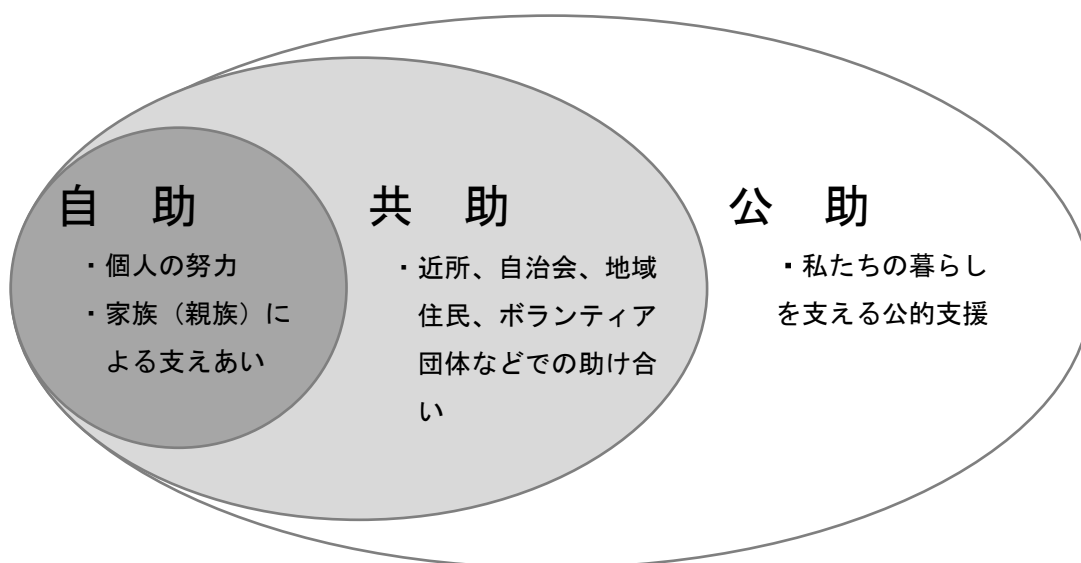 自　助
・個人の努力
・家族（親族）に
よる支えあい
共　助
・近所、自治会、地域
住民、ボランティア
団体などでの助け合
い
公　助
・私たちの暮らし
を支える公的支援